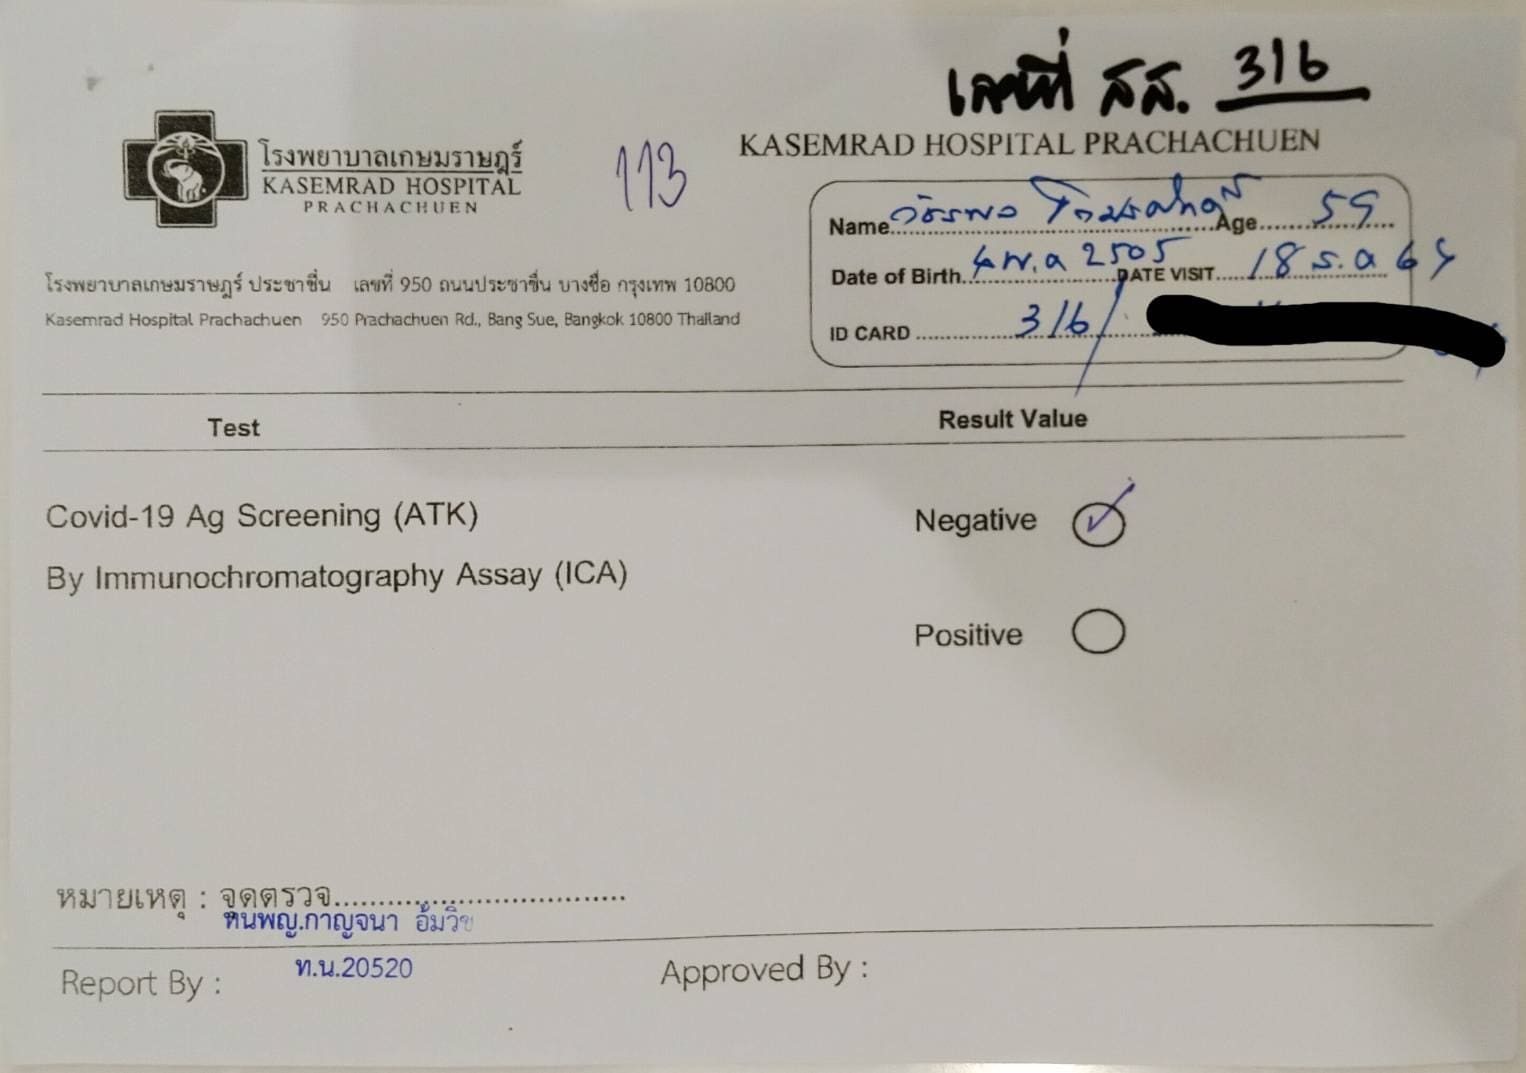 เลขที่ สส. 316
KASEMRAD HOSPITAL PRACHACHUEN
โรงพยาบาลเกษมราษฎร์
KASEMRAD HOSPITAL
PRACHACHUEN
113
Name Age 59
Date of Birth 2505 DATE VISIT 18 ธ.ค 64
ID CARD 316/
โรงพยาบาลเกษมราษฎร์ ประชาชื่น เลขที่ 950 ถนนประชาชื่น บางซื่อ กรุงเทพ 10800
Kasemrad Hospital Prachachuen 950 Prachachuen Rd., Bang Sue, Bangkok 10800 Thailand
Test Result Value
Covid-19 Ag Screening (ATK) Negative
By Immunochromatography Assay (ICA)
Positive
หมายเหตุ : จุดตรวจ
ทนพญ.กาญจนา
Report By : ท.น.20520 Approved By :